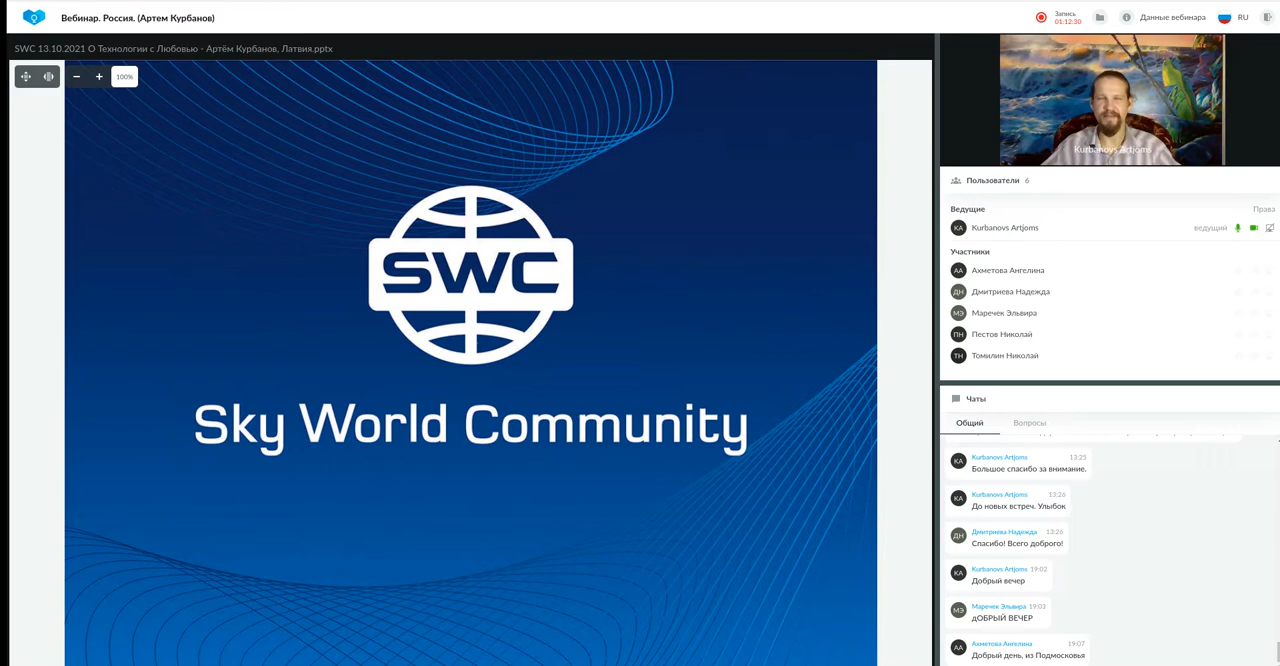 Вебинар. Россия. (Артем Курбанов)
Запись
01:12:30
Данные вебинара
RU
SWC 13.10.2021 О Технологии с Любовью - Артём Курбанов, Латвия.pptx
100%
SWC
Sky World Community
Kurbanovs Artjoms
Пользователи 6
Ведущие Права
KA Kurbanovs Artjoms ведущий
Участники
АА Ахметова Ангелина
ДН Дмитриева Надежда
МЭ Маречек Эльвира
ПН Пестов Николай
ТН Томилин Николай
Чаты
Общий Вопросы
KA Kurbanovs Artjoms 13:25
Большое спасибо за внимание.
KA Kurbanovs Artjoms 13:26
До новых встреч. Улыбок
ДН Дмитриева Надежда 13:26
Спасибо! Всего доброго!
KA Kurbanovs Artjoms 19:02
Добрый вечер
МЭ Маречек Эльвира 19:03
дОБРЫЙ ВЕЧЕР
АА Ахметова Ангелина 19:07
Добрый день, из Подмосковья